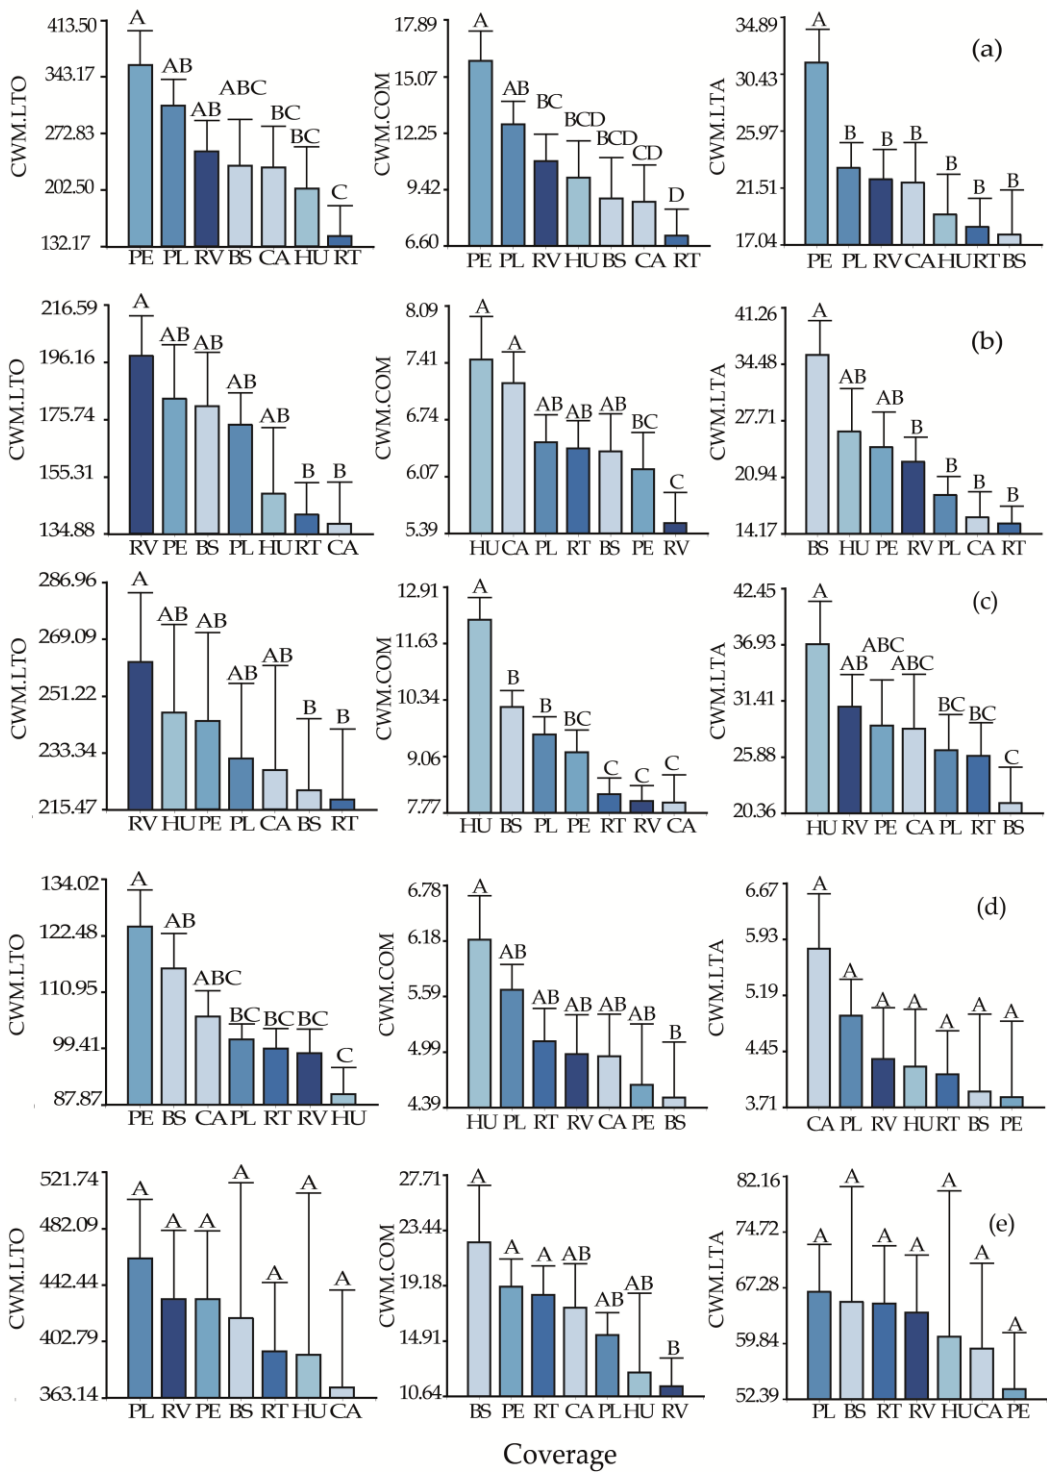 CWM.LTO
413.50
343.17
272.83
202.50
132.17
A
AB
AB
ABC
BC
BC
C
PE PL RV BS CA HU RT
CWM.COM
17.89
15.07
12.25
9.42
6.60
A
AB
BC
BCD
BCD
CD
D
PE PL RV HU BS CA RT
CWM.LTA
34.89
30.43
25.97
21.51
17.04
A
B
B
B
B
B
B
PE PL RV CA HU RT BS
(a)
CWM.LTO
216.59
196.16
175.74
155.31
134.88
A
AB
AB
AB
AB
B
B
RV PE BS PL HU RT CA
CWM.COM
8.09
7.41
6.74
6.07
5.39
A
A
AB
AB
AB
BC
C
HU CA PL RT BS PE RV
CWM.LTA
41.26
34.48
27.71
20.94
14.17
A
AB
AB
B
B
B
B
BS HU PE RV PL CA RT
(b)
CWM.LTO
286.96
269.09
251.22
233.34
215.47
A
AB
AB
AB
AB
B
B
RV HU PE PL CA BS RT
CWM.COM
12.91
11.63
10.34
9.06
7.77
A
B
B
BC
C
C
C
HU BS PL PE RT RV CA
CWM.LTA
42.45
36.93
31.41
25.88
20.36
A
AB
ABC
ABC
BC
BC
C
HU RV PE CA PL RT BS
(c)
CWM.LTO
134.02
122.48
110.95
99.41
87.87
A
AB
ABC
BC
BC
BC
C
PE BS CA PL RT RV HU
CWM.COM
6.78
6.18
5.59
4.99
4.39
A
AB
AB
AB
AB
AB
B
HU PL RT RV CA PE BS
CWM.LTA
6.67
5.93
5.19
4.45
3.71
A
A
A
A
A
A
A
CA PL RV HU RT BS PE
(d)
CWM.LTO
521.74
482.09
442.44
402.79
363.14
A
A
A
A
A
A
A
PL RV PE BS RT HU CA
CWM.COM
27.71
23.44
19.18
14.91
10.64
A
A
A
AB
AB
AB
B
BS PE RT CA PL HU RV
CWM.LTA
82.16
74.72
67.28
59.84
52.39
A
A
A
A
A
A
A
PL BS RT RV HU CA PE
(e)
Coverage